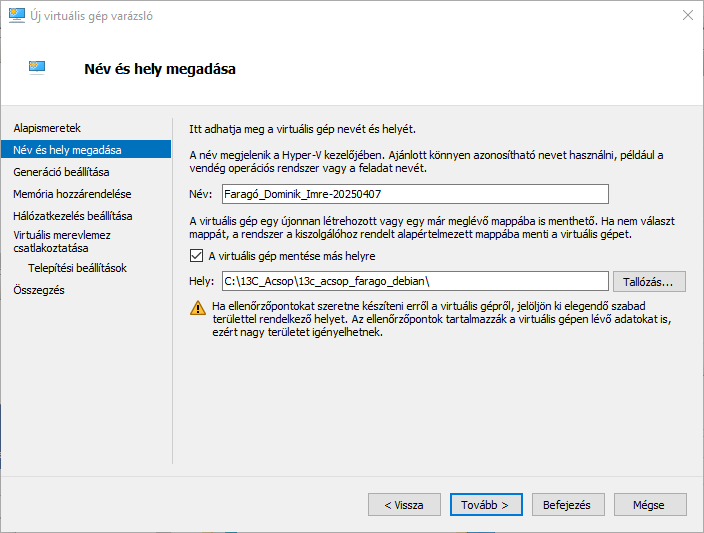 Új virtuális gép varázsló
Név és hely megadása
Alapismeretek
Név és hely megadása
Generáció beállítása
Memória hozzárendelése
Hálózatkezelés beállítása
Virtuális merevlemez
csatlakoztatása
Telepítési beállítások
Összegzés
Itt adhatja meg a virtuális gép nevét és helyét.
A név megjelenik a Hyper-V kezelőjében. Ajánlott könnyen azonosítható nevet használni, például a
vendég operációs rendszer vagy a feladat nevét.
Név: Faragó_Dominik_Imre-20250407
A virtuális gép egy újonnan létrehozott vagy egy már meglévő mappába is menthető. Ha nem választ
mappát, a rendszer a kiszolgálóhoz rendelt alapértelmezett mappába menti a virtuális gépet.
A virtuális gép mentése más helyre
Hely: C:\13C_Acsop\13c_acsop_farago_debian\ Tallózás...
Ha ellenőrzőpontokat szeretne készíteni erről a virtuális gépről, jelöljön ki elegendő szabad
területtel rendelkező helyet. Az ellenőrzőpontok tartalmazzák a virtuális gépen lévő adatokat is,
ezért nagy területet igényelhetnek.
< Vissza Tovább > Befejezés Mégse